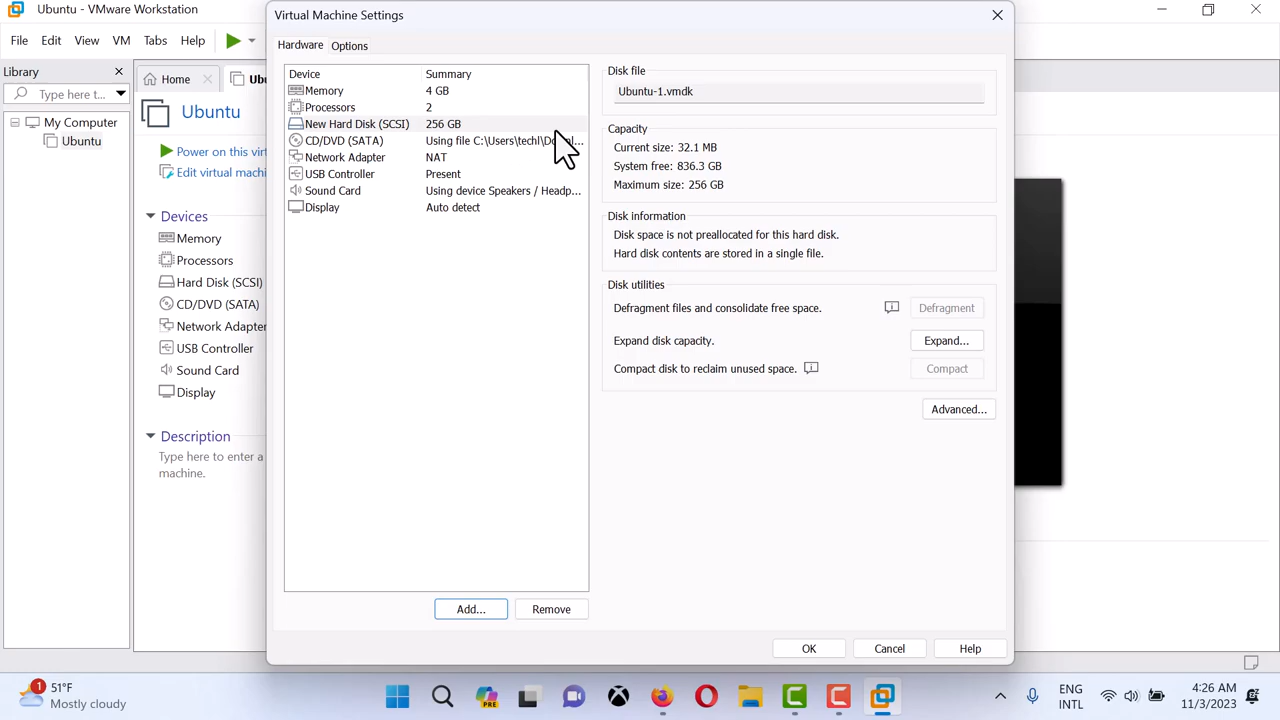 Ubuntu - VMware Workstation
File Edit View VM Tabs Help
Library
Type here t...
My Computer
Ubuntu
Home
Ubuntu
Power on this
Edit virtual
Devices
Memory
Processors
Hard Disk (SCSI)
CD/DVD (SATA)
Network Adapter
USB Controller
Sound Card
Display
Description
Type here to enter a
machine.
Virtual Machine Settings
Hardware Options
Device Summary
Memory 4 GB
Processors 2
New Hard Disk (SCSI) 256 GB
CD/DVD (SATA) Using file C:\Users\techl\
Network Adapter NAT
USB Controller Present
Sound Card Using device Speakers / Headp...
Display Auto detect
Add... Remove
Disk file
Ubuntu-1.vmdk
Capacity
Current size: 32.1 MB
System free: 836.3 GB
Maximum size: 256 GB
Disk information
Disk space is not preallocated for this hard disk.
Hard disk contents are stored in a single file.
Disk utilities
Defragment files and consolidate free space. Defragment
Expand disk capacity. Expand...
Compact disk to reclaim unused space. Compact
Advanced...
OK Cancel Help
1
51°F
Mostly cloudy
PRE
ENG
INTL
4:26 AM
11/3/2023